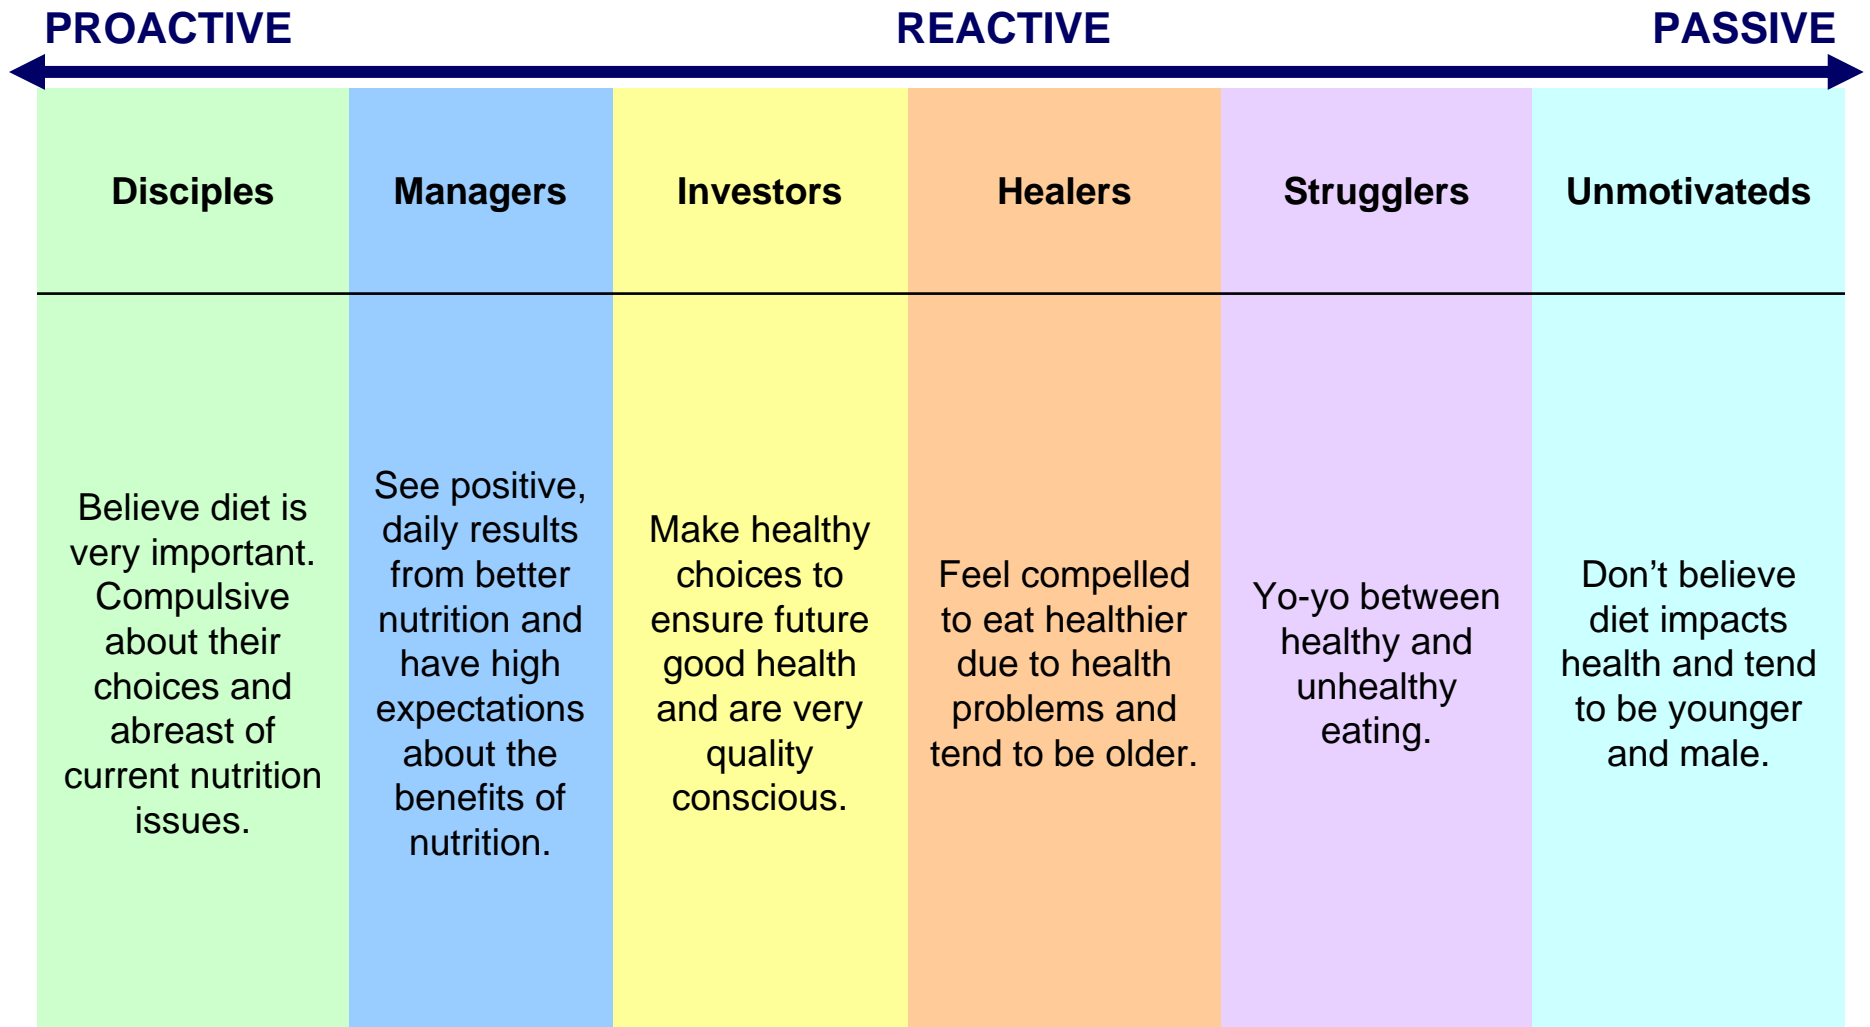 PROACTIVE REACTIVE PASSIVE
Disciples Managers Investors Healers Strugglers Unmotivateds
Believe diet is
very important.
Compulsive
about their
choices and
abreast of
current nutrition
issues.
See positive,
daily results
from better
nutrition and
have high
expectations
about the
benefits of
nutrition.
Make healthy
choices to
ensure future
good health
and are very
quality
conscious.
Feel compelled
to eat healthier
due to health
problems and
tend to be older.
Yo-yo between
healthy and
unhealthy
eating.
Don’t believe
diet impacts
health and tend
to be younger
and male.